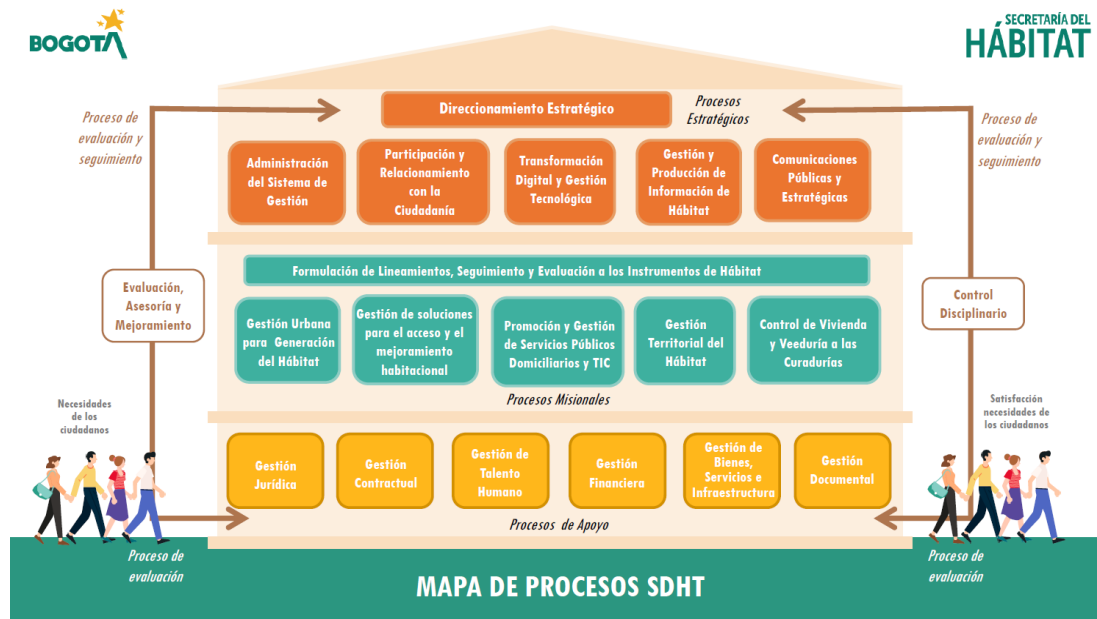 BOGOTÁ
SECRETARÍA DEL
HÁBITAT
Direccionamiento Estratégico
Procesos
Estratégicos
Proceso de
evaluación y
seguimiento
Proceso de
evaluación y
seguimiento
Administración
del Sistema de
Gestión
Participación y
Relacionamiento
con la
Ciudadanía
Transformación
Digital y Gestión
Tecnológica
Gestión y
Producción de
Información de
Hábitat
Comunicaciones
Públicas y
Estratégicas
Formulación de Lineamientos, Seguimiento y Evaluación a los Instrumentos de Hábitat
Evaluación,
Asesoría y
Mejoramiento
Control
Disciplinario
Gestión Urbana
para Generación
del Hábitat
Gestión de soluciones
para el acceso y el
mejoramiento
habitacional
Promoción y Gestión
de Servicios Públicos
Domiciliarios y TIC
Gestión
Territorial del
Hábitat
Control de Vivienda
y Veeduría a las
Curadurías
Procesos Misionales
Necesidades
de los
ciudadanos
Satisfacción
necesidades de
los ciudadanos
Gestión
Jurídica
Gestión
Contractual
Gestión de
Talento
Humano
Gestión
Financiera
Gestión de
Bienes,
Servicios e
Infraestructura
Gestión
Documental
Procesos de Apoyo
Proceso de
evaluación
Proceso de
evaluación
MAPA DE PROCESOS SDHT